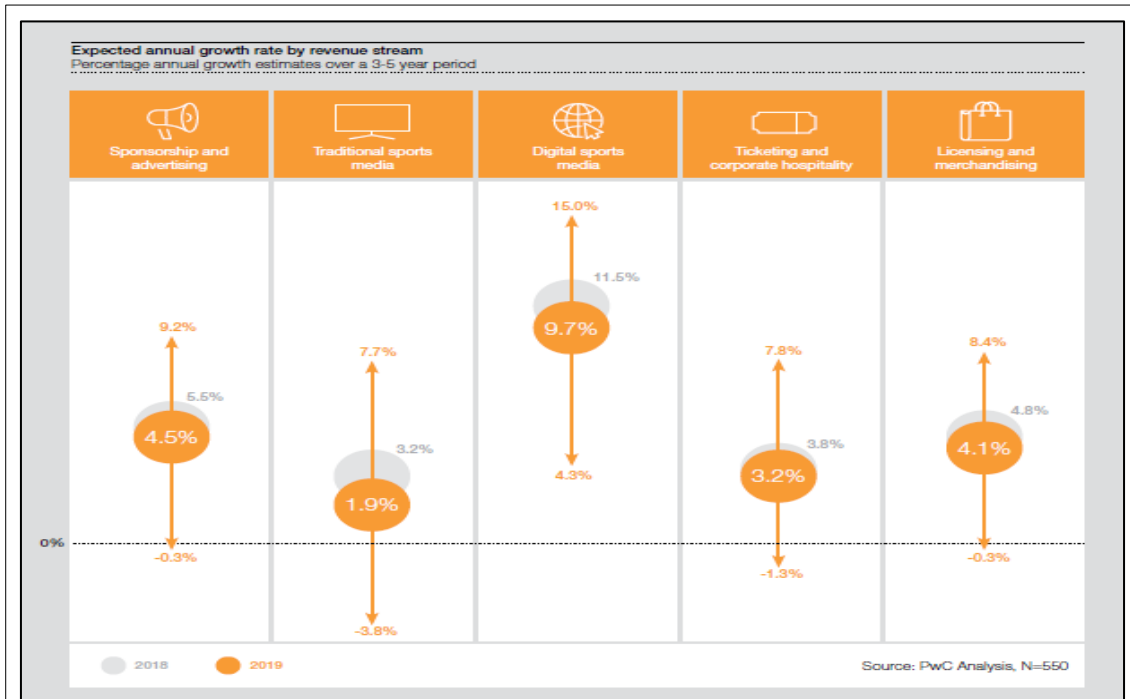 Expected annual growth rate by revenue stream
Percentage annual growth estimates over a 3-5 year period
Sponsorship and
advertising
Traditional sports
media
Digital sports
media
Ticketing and
corporate hospitality
Licensing and
merchandising
9.2%
5.5%
4.5%
-0.3%
7.7%
3.2%
1.9%
-3.8%
15.0%
11.5%
9.7%
4.3%
7.8%
3.8%
3.2%
-1.3%
8.4%
4.8%
4.1%
-0.3%
0%
2018
2019
Source: PwC Analysis, N=550